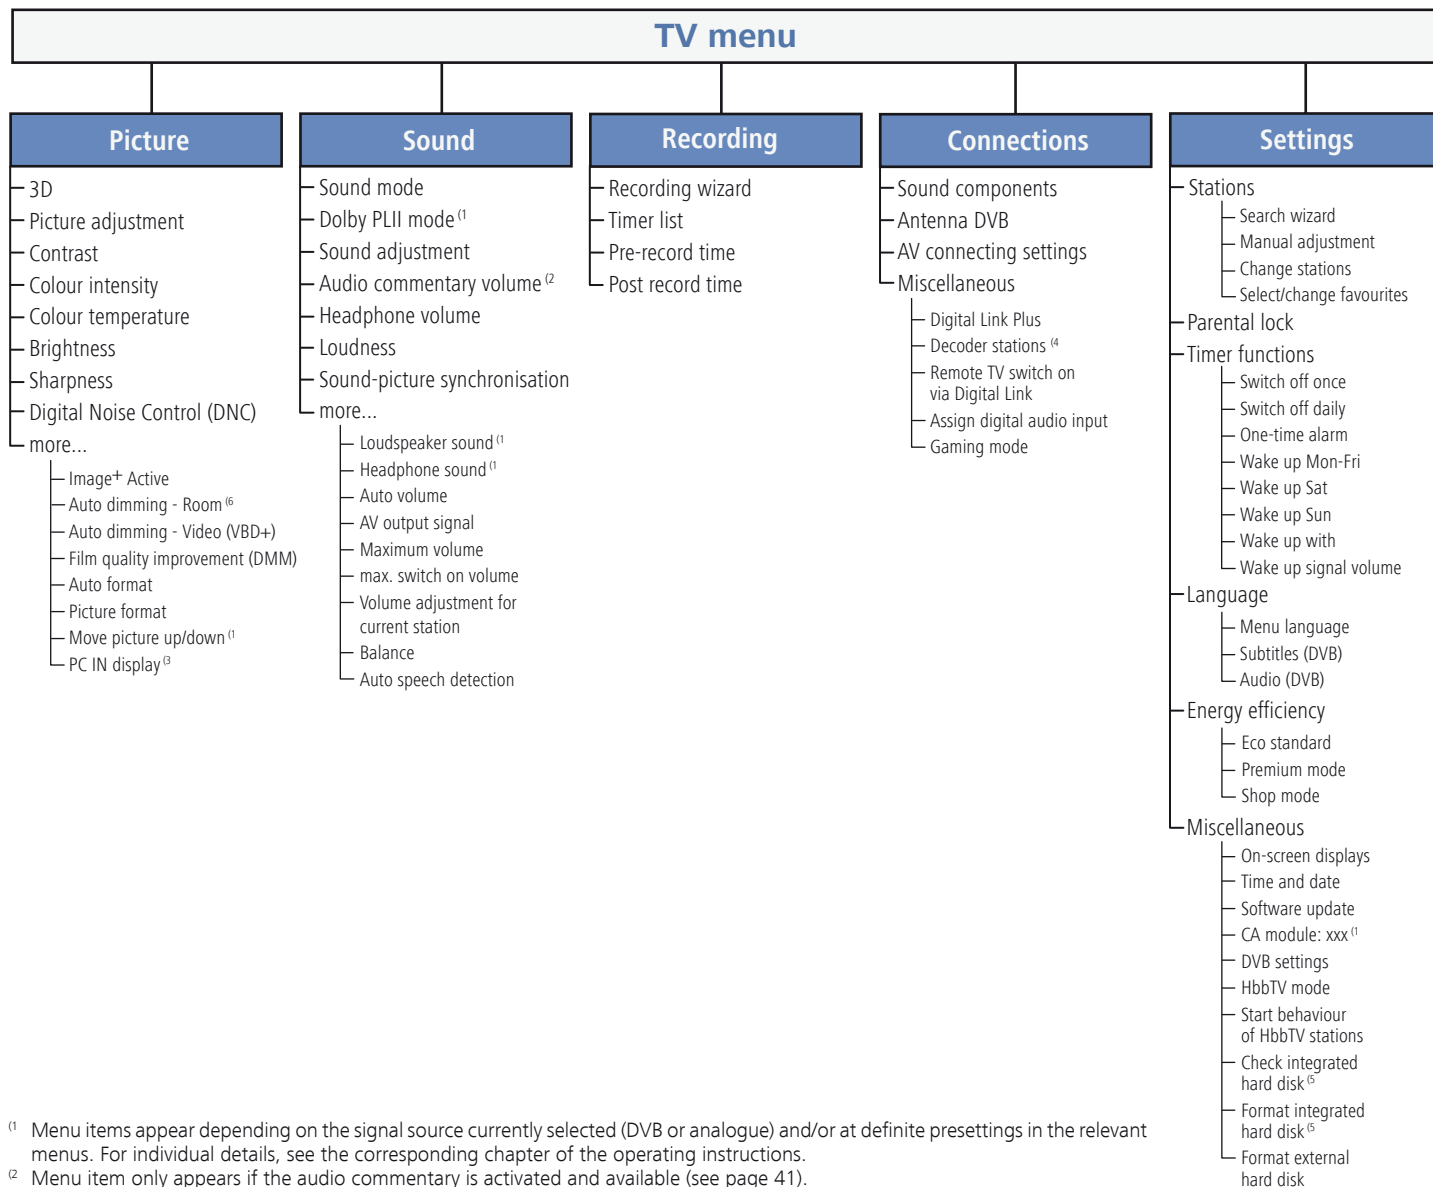 TV menu
Picture
3D
Picture adjustment
Contrast
Colour intensity
Colour temperature
Brightness
Sharpness
Digital Noise Control (DNC)
more...
Image+ Active
Auto dimming - Room (6
Auto dimming - Video (VBD+)
Film quality improvement (DMM)
Auto format
Picture format
Move picture up/down (1
PC IN display (3
Sound
Sound mode
Dolby PLII mode (1
Sound adjustment
Audio commentary volume (2
Headphone volume
Loudness
Sound-picture synchronisation
more...
Loudspeaker sound (1
Headphone sound (1
Auto volume
AV output signal
Maximum volume
max. switch on volume
Volume adjustment for
current station
Balance
Auto speech detection
Recording
Recording wizard
Timer list
Pre-record time
Post record time
Connections
Sound components
Antenna DVB
AV connecting settings
Miscellaneous
Digital Link Plus
Decoder stations (4
Remote TV switch on
via Digital Link
Assign digital audio input
Gaming mode
Settings
Stations
Search wizard
Manual adjustment
Change stations
Select/change favourites
Parental lock
Timer functions
Switch off once
Switch off daily
One-time alarm
Wake up Mon-Fri
Wake up Sat
Wake up Sun
Wake up with
Wake up signal volume
Language
Menu language
Subtitles (DVB)
Audio (DVB)
Energy efficiency
Eco standard
Premium mode
Shop mode
Miscellaneous
On-screen displays
Time and date
Software update
CA module: xxx (1
DVB settings
HbbTV mode
Start behaviour
of HbbTV stations
Check integrated
hard disk (5
Format integrated
hard disk (5
Format external
hard disk
(1 Menu items appear depending on the signal source currently selected (DVB or analogue) and/or at definite presettings in the relevant
menus. For individual details, see the corresponding chapter of the operating instructions.
(2 Menu item only appears if the audio commentary is activated and available (see page 41).